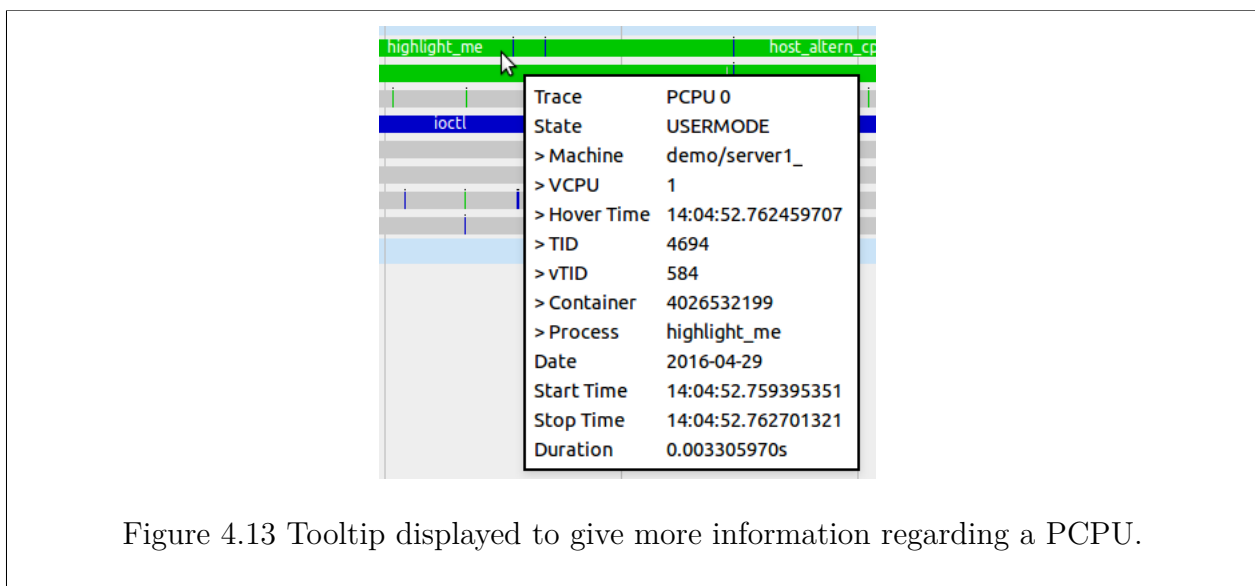 highlight_me host_altern_cp
ioctl
Trace PCPU 0
State USERMODE
> Machine demo/server1_
> VCPU 1
> Hover Time 14:04:52.762459707
> TID 4694
> vTID 584
> Container 4026532199
> Process highlight_me
Date 2016-04-29
Start Time 14:04:52.759395351
Stop Time 14:04:52.762701321
Duration 0.003305970s
Figure 4.13 Tooltip displayed to give more information regarding a PCPU.